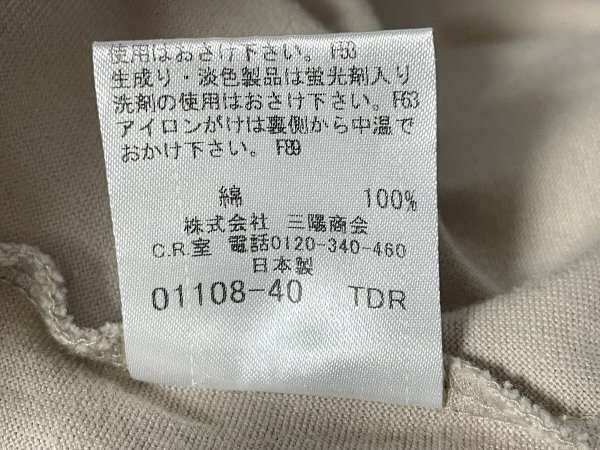 使用はおさけ下さい。F63
生成り・淡色製品は蛍光剤入り
洗剤の使用はおさけ下さい。F63
アイロンがけは裏側から中温で
おかけ下さい。F89
綿 100%
株式会社 三陽商会
C.R.室 電話0120-340-460
日本製
01108-40 TDR